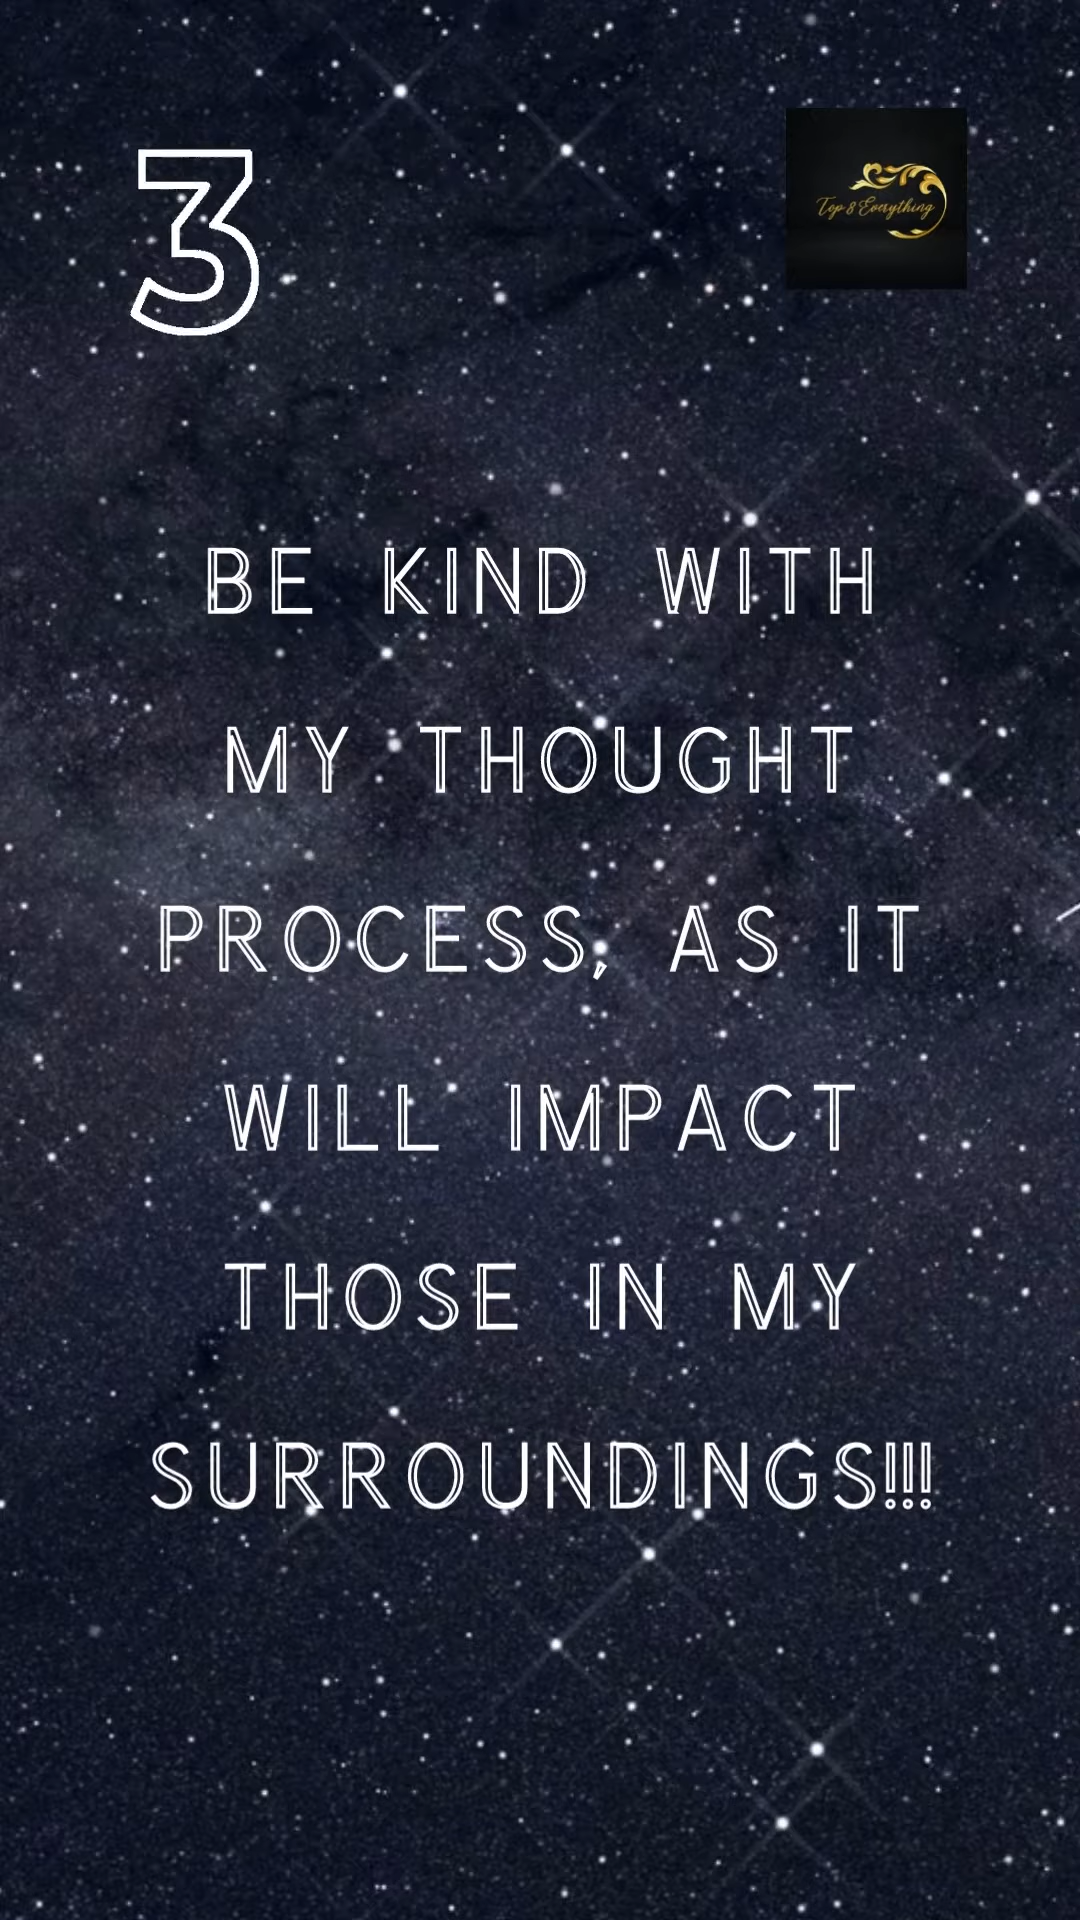 3
Top 8 Everything
BE KIND WITH
MY THOUGHT
PROCESS, AS IT
WILL IMPACT
THOSE IN MY
SURROUNDINGS!!!